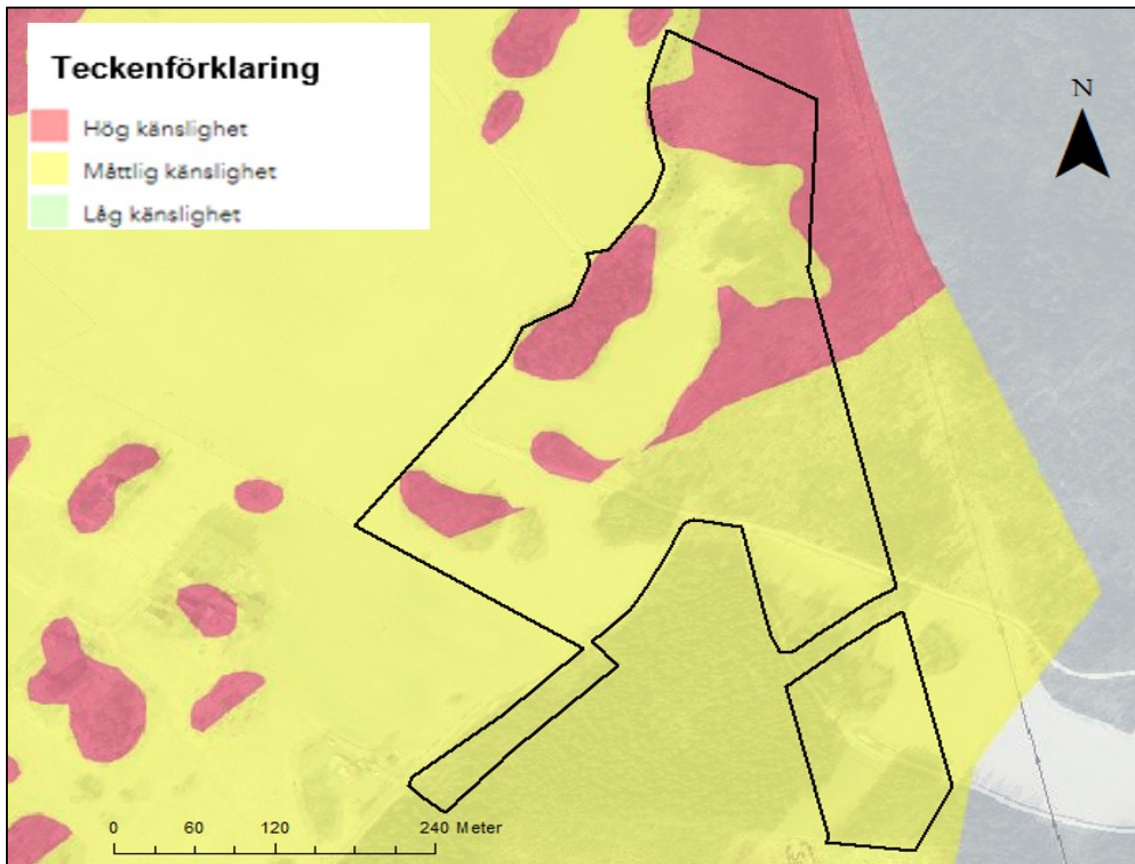 Teckenförklaring
Hög känslighet
Måttlig känslighet
Låg känslighet
N
0 60 120 240 Meter